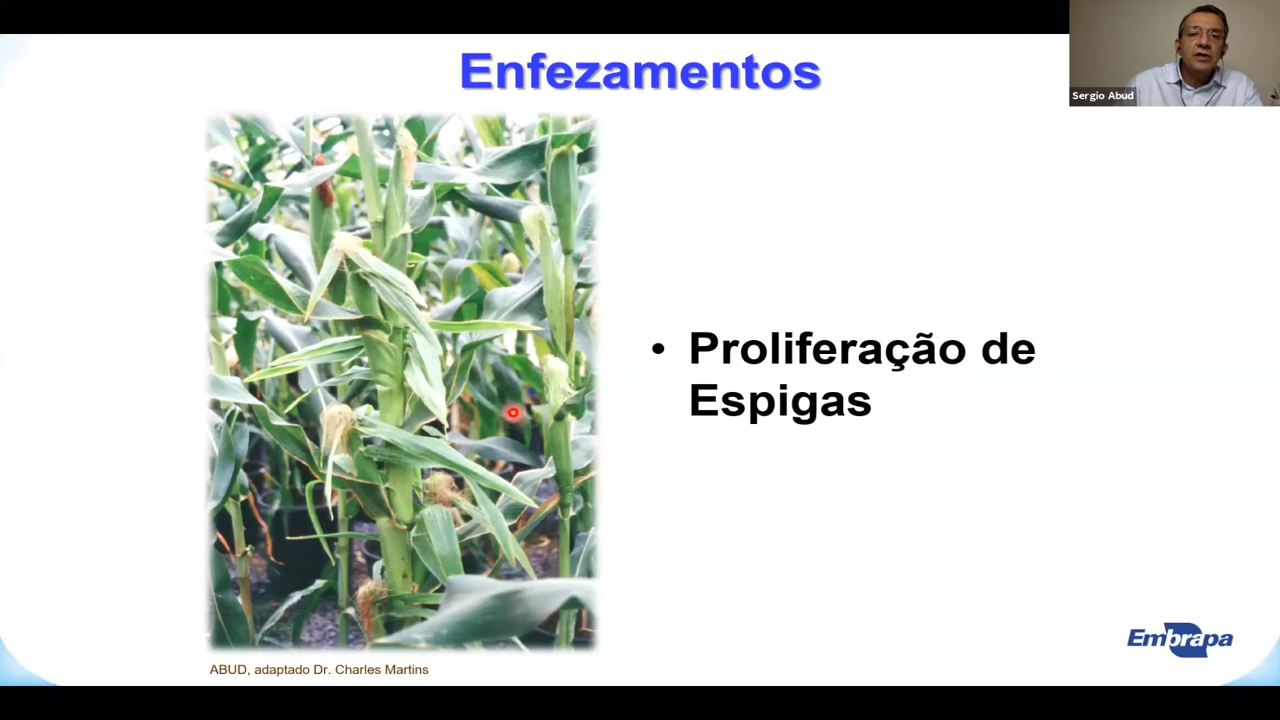 Enfezamentos
Sergio Abud
• Proliferação de
Espigas
Embrapa
ABUD, adaptado Dr. Charles Martins